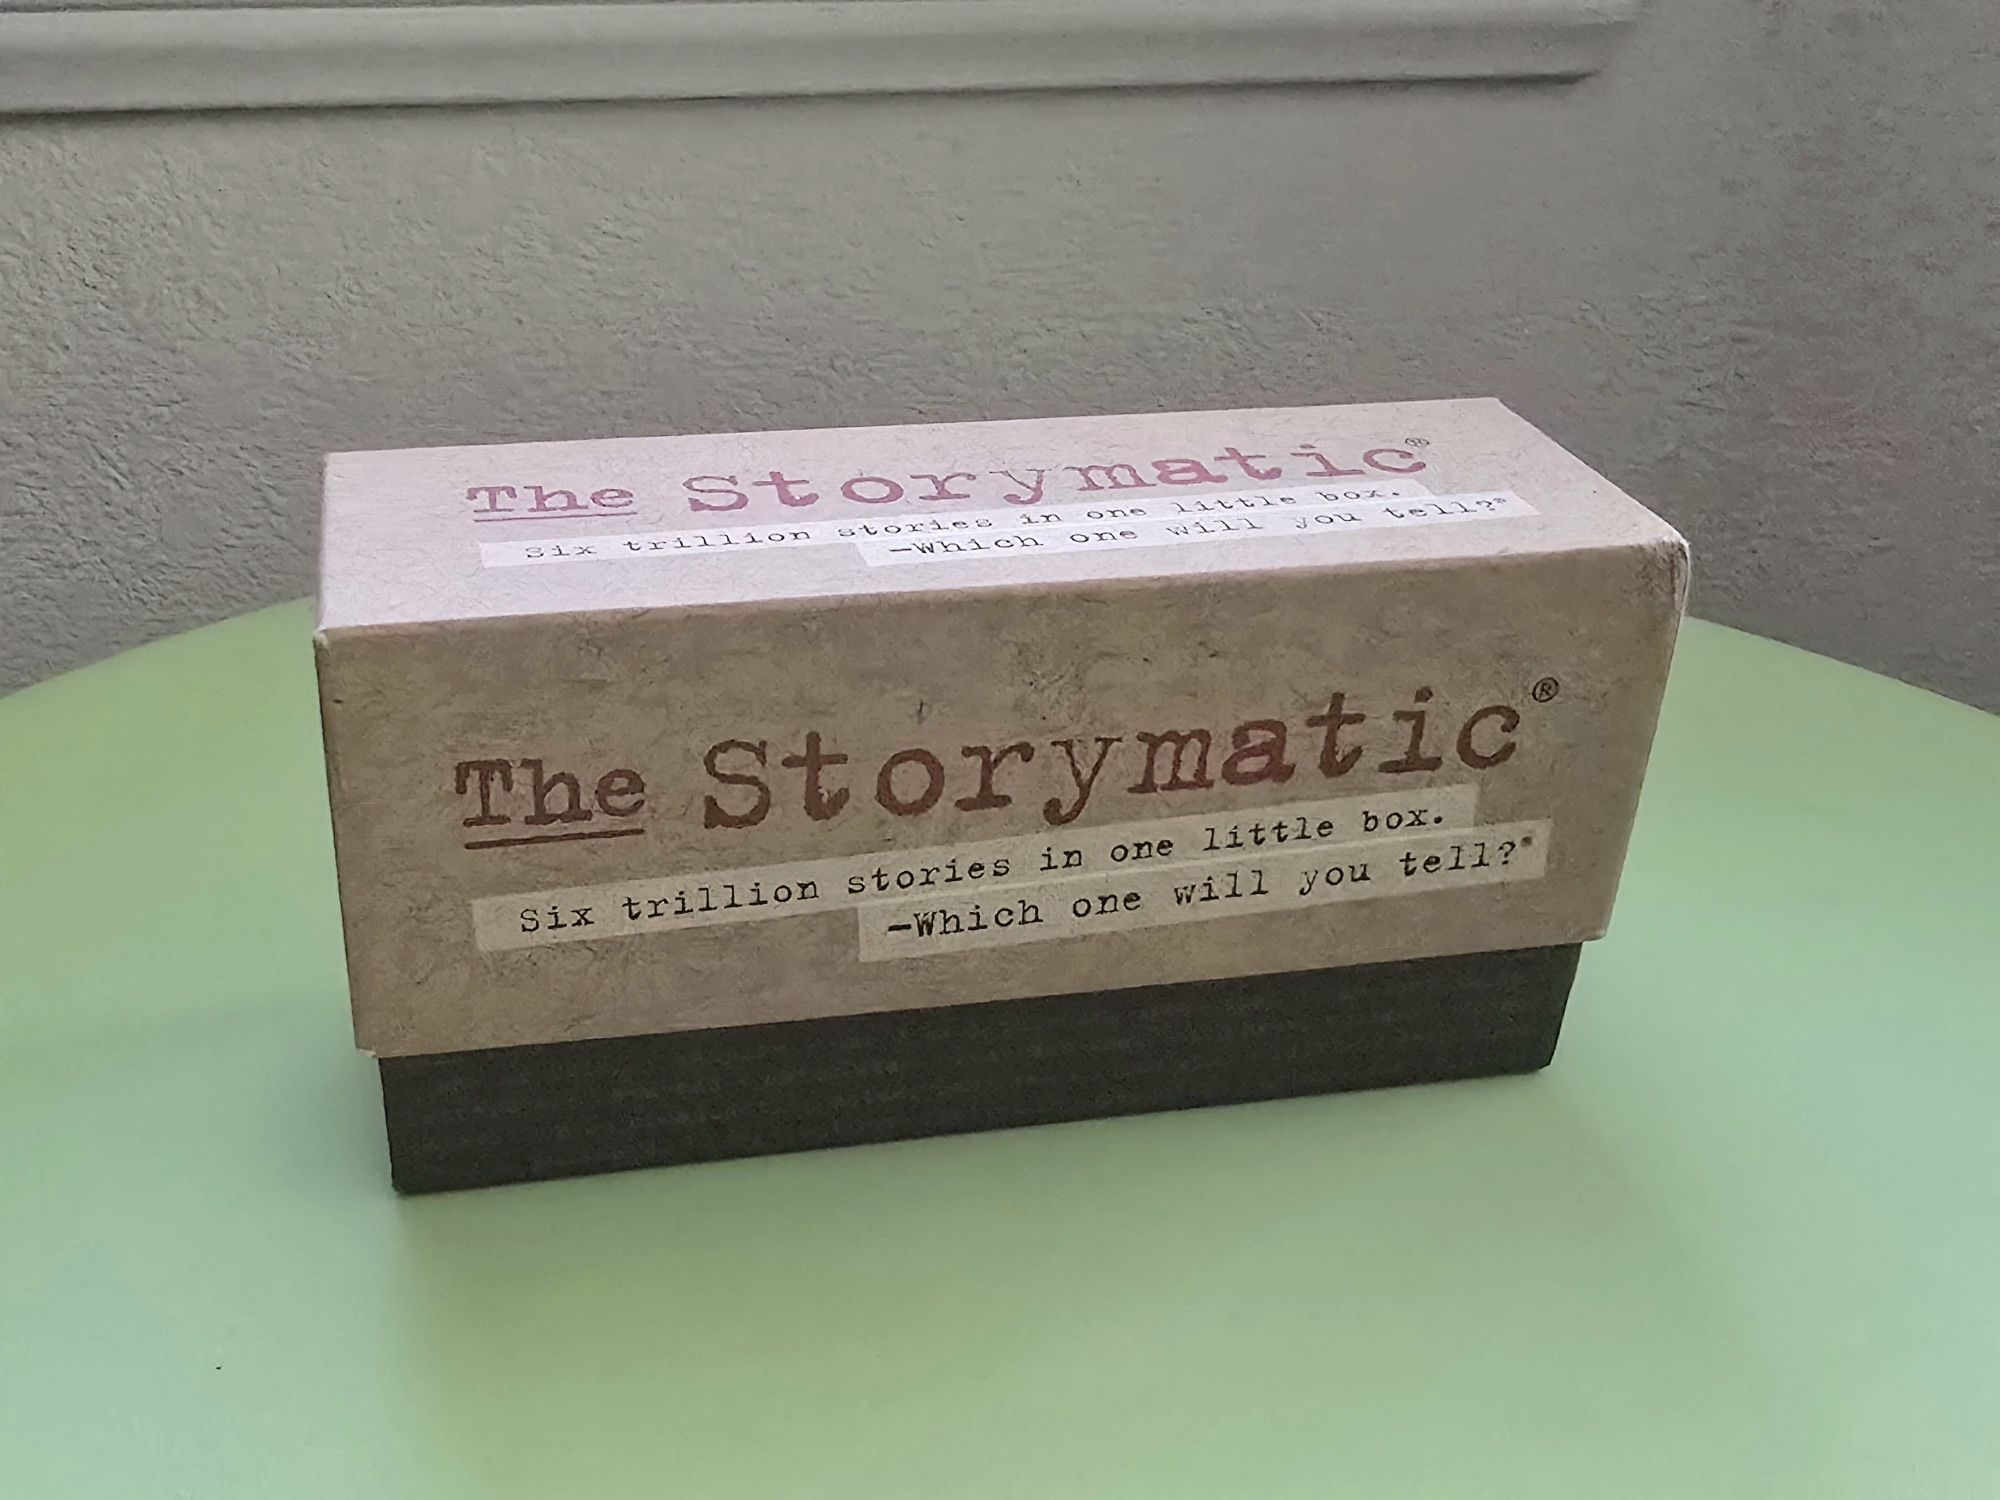 The Storymatic®
Six trillion stories in one little box.
—Which one will you tell?®
The Storymatic®
Six trillion stories in one little box.
—Which one will you tell?®